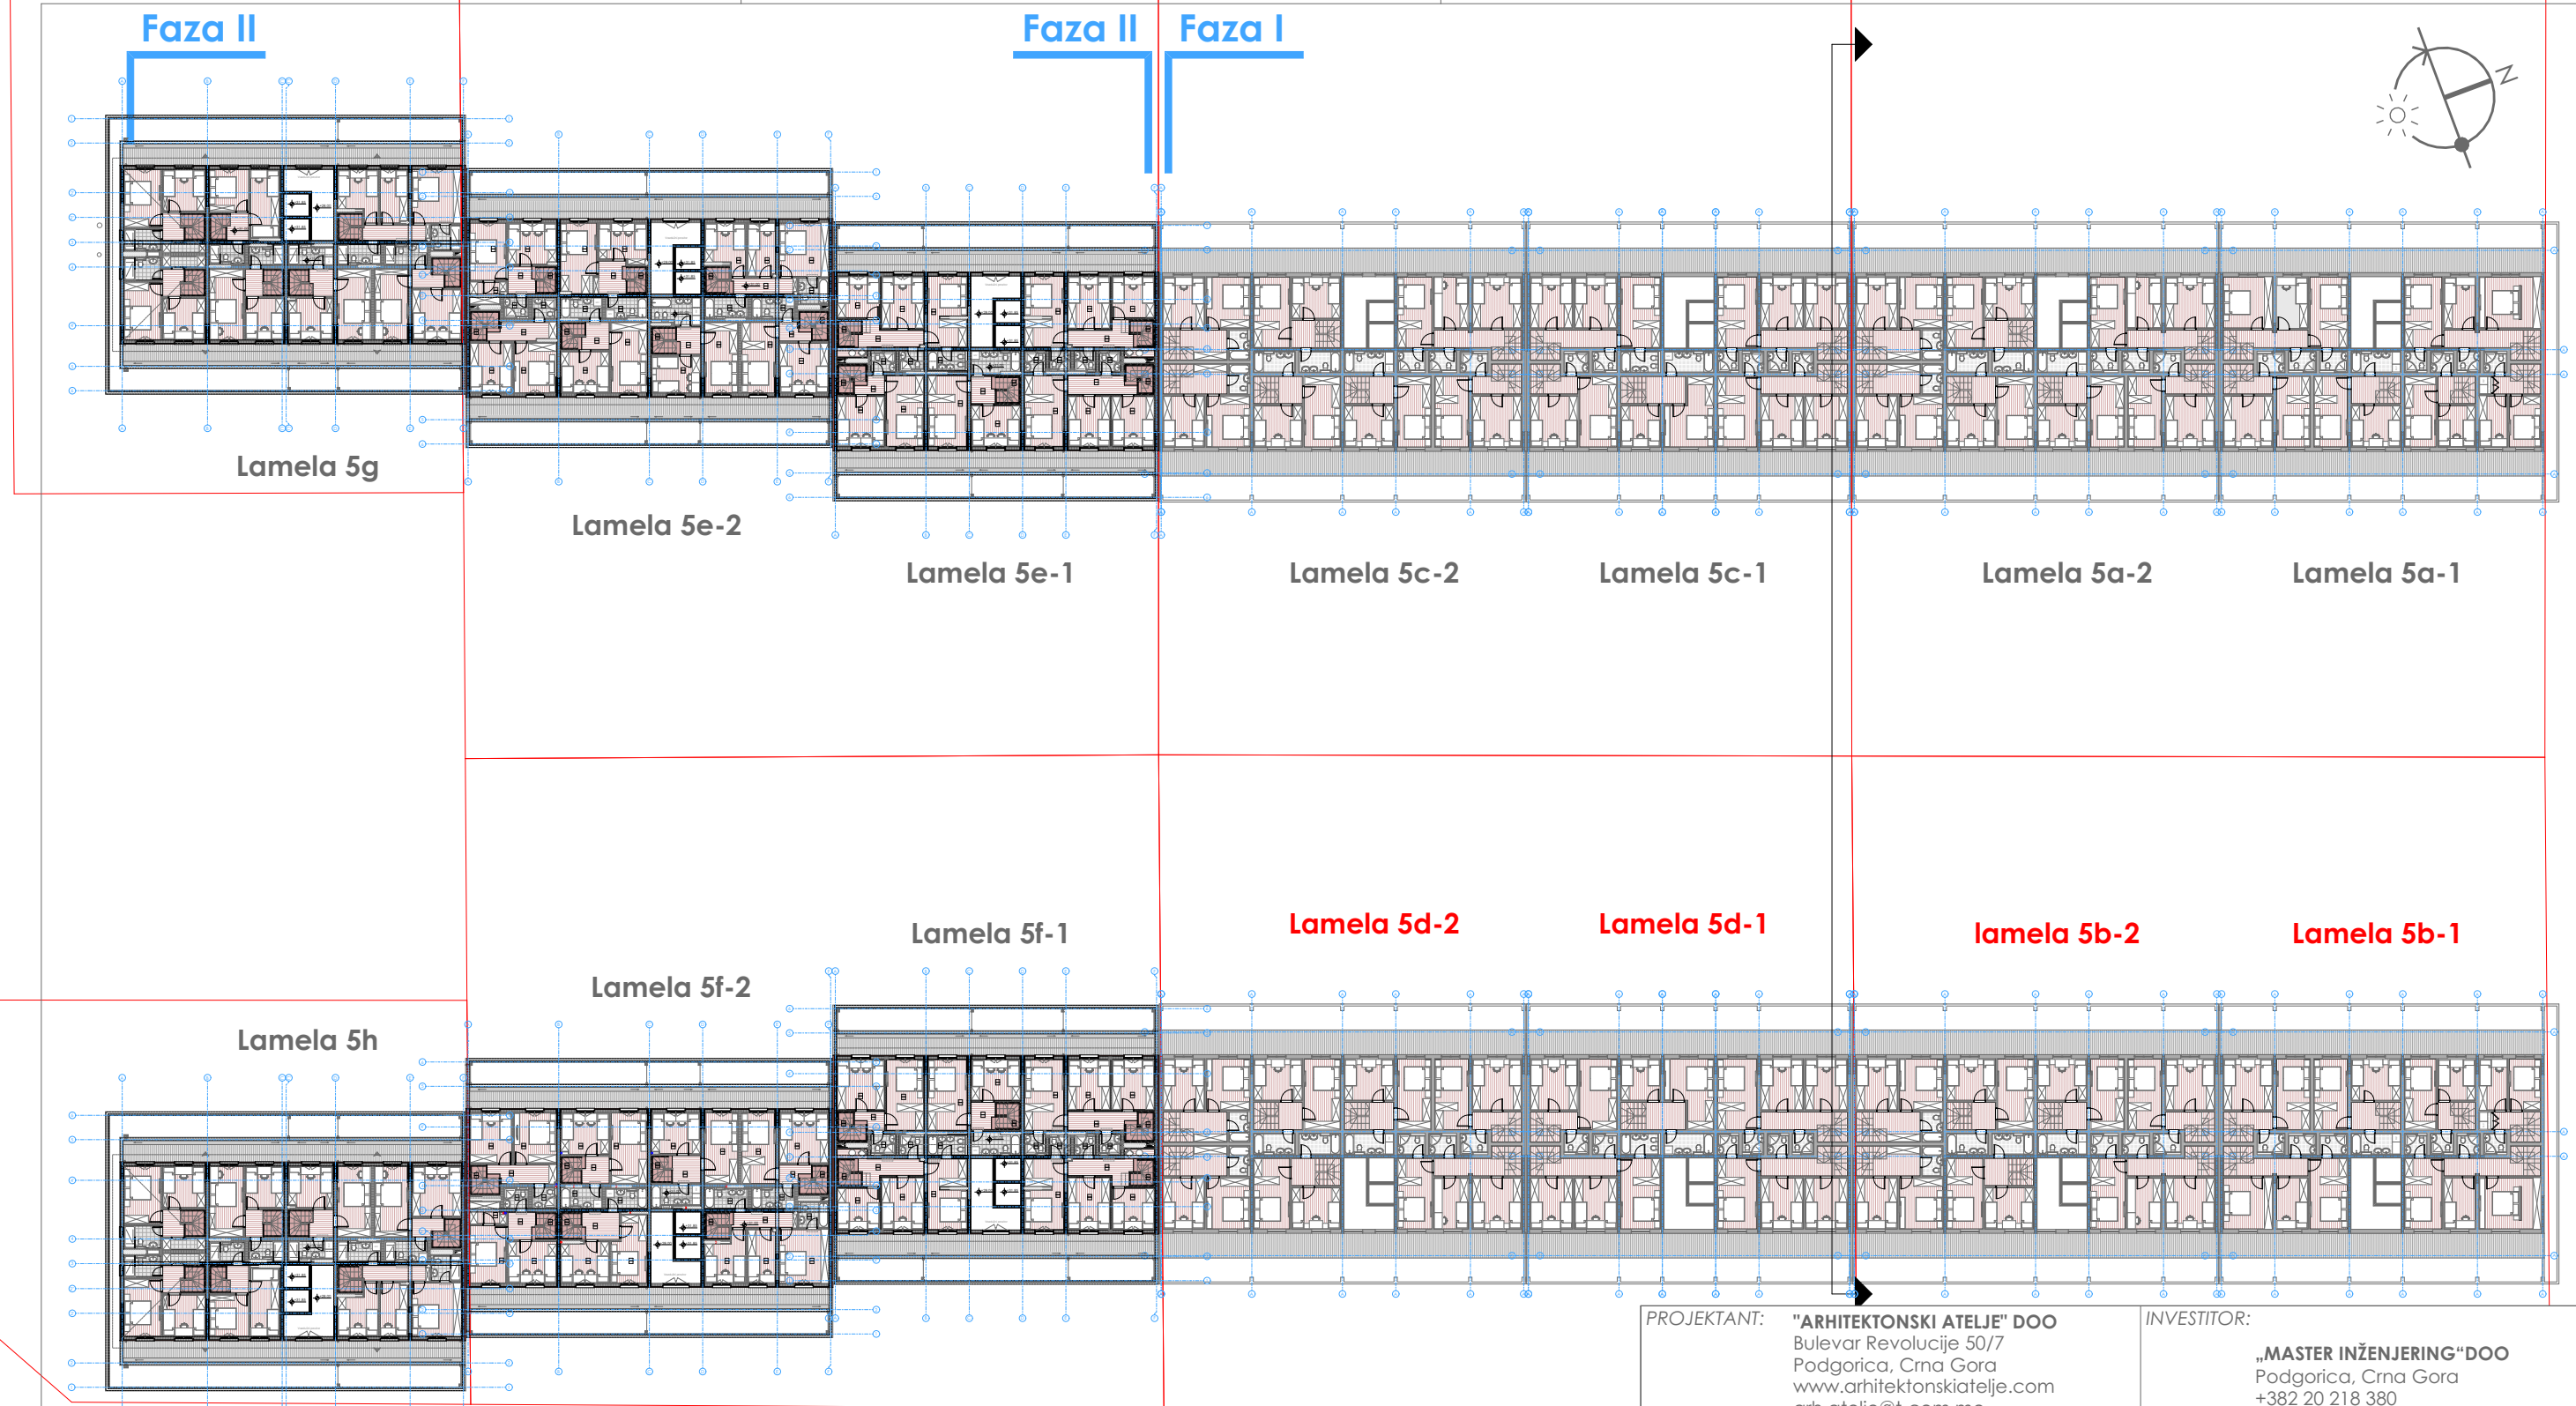 Faza II
Faza II
Faza I
N
Lamela 5g
Lamela 5e-2
Lamela 5e-1
Lamela 5c-2
Lamela 5c-1
Lamela 5a-2
Lamela 5a-1
Lamela 5h
Lamela 5f-2
Lamela 5f-1
Lamela 5d-2
Lamela 5d-1
lamela 5b-2
Lamela 5b-1
PROJEKTANT:
"ARHITEKTONSKI ATELJE" DOO
Bulevar Revolucije 50/7
Podgorica, Crna Gora
www.arhitektonskiatelje.com
INVESTITOR:
„MASTER INŽENJERING“DOO
Podgorica, Crna Gora
+382 20 218 380